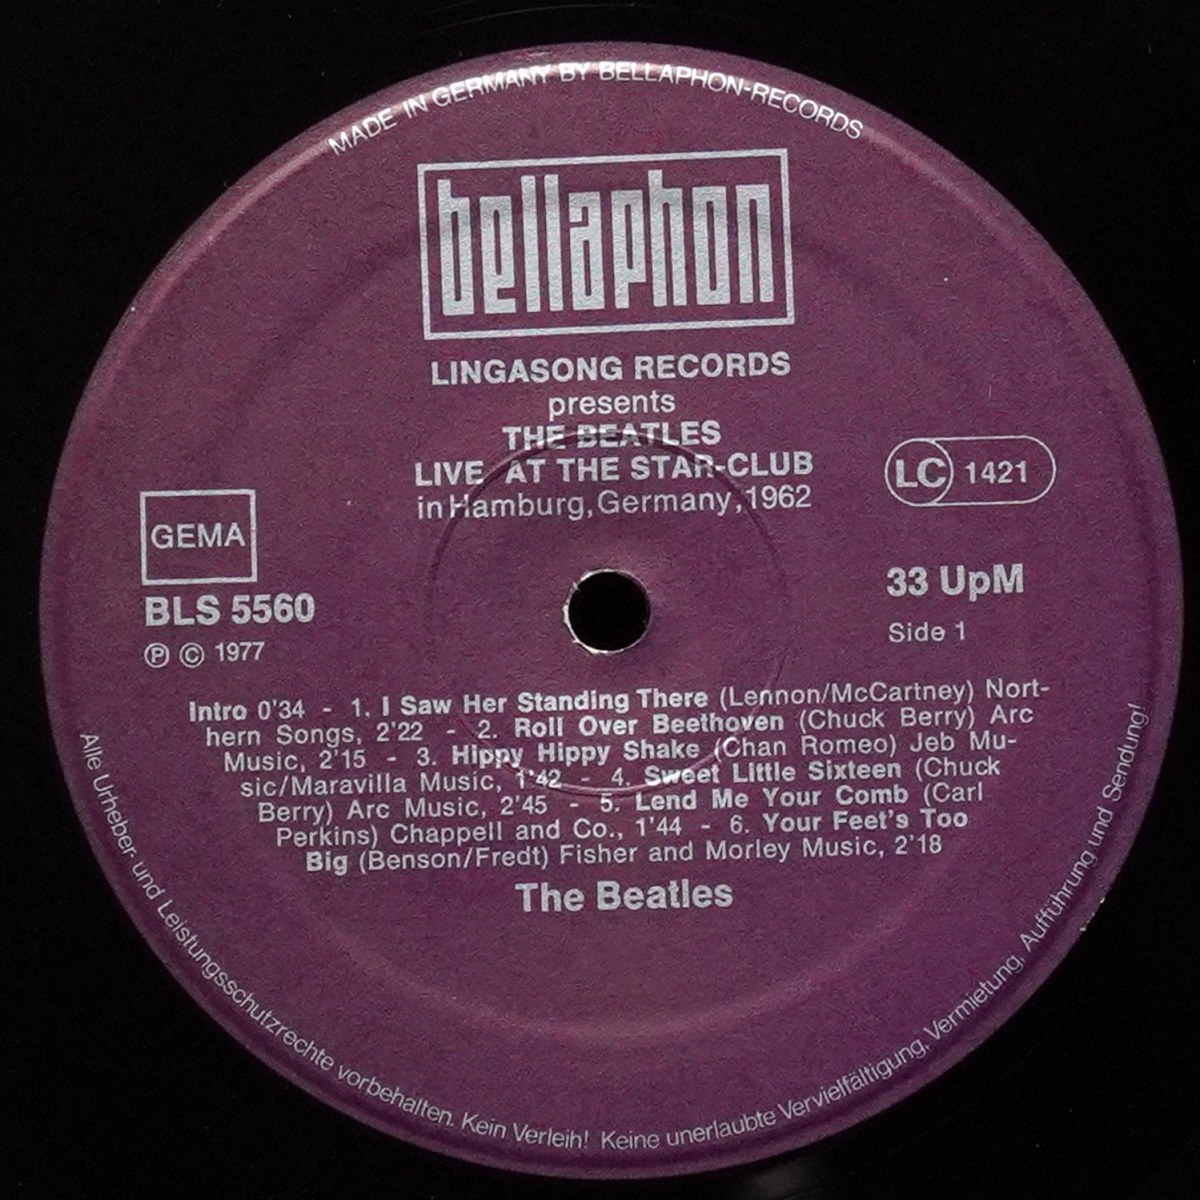 MADE IN GERMANY BY BELLAPHON-RECORDS
bellaphon
LINGASONG RECORDS
presents
THE BEATLES
LIVE AT THE STAR-CLUB
in Hamburg, Germany, 1962
LC 1421
GEMA
BLS 5560
℗ © 1977
33 UpM
Side 1
Intro 0'34 - 1. I Saw Her Standing There (Lennon/McCartney) Nort-
hern Songs, 2'22 - 2. Roll Over Beethoven (Chuck Berry) Arc
Music, 2'15 - 3. Hippy Hippy Shake (Chan Romeo) Jeb Mu-
sic/Maravilla Music, 1'42 - 4. Sweet Little Sixteen (Chuck
Berry) Arc Music, 2'45 - 5. Lend Me Your Comb (Carl
Perkins) Chappell and Co., 1'44 - 6. Your Feet's Too
Big (Benson/Fredt) Fisher and Morley Music, 2'18
The Beatles
Alle Urheber- und Leistungsschutzrechte vorbehalten. Kein Verleih! Keine unerlaubte Vervielfältigung, Vermietung, Aufführung und Sendung!